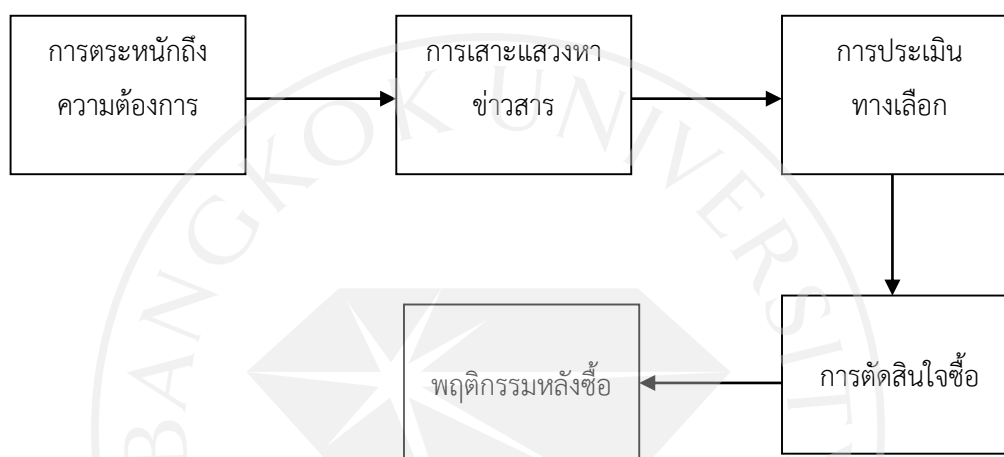 การตระหนักถึง
ความต้องการ
การเสาะแสวงหา
ข่าวสาร
การประเมิน
ทางเลือก
การตัดสินใจซื้อ
พฤติกรรมหลังซื้อ
BANGKOK UNIVERSIT